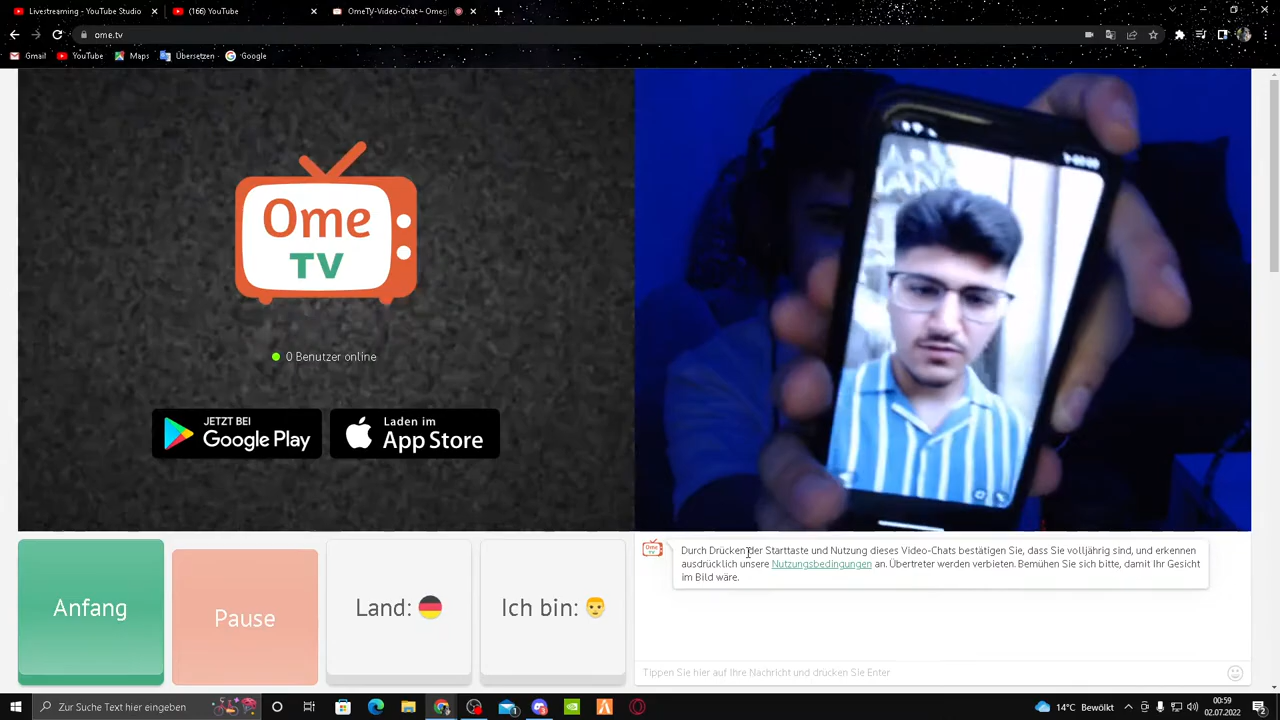 Livestreaming - YouTube Studio
(166) YouTube
OmeTV-Video-Chat – Omeg
ome.tv
Gmail
YouTube
Maps
Übersetzen
Google
Ome
TV
0 Benutzer online
JETZT BEI
Google Play
Laden im
App Store
Anfang
Pause
Land:
Ich bin:
Ome
TV
Durch Drücken der Starttaste und Nutzung dieses Video-Chats bestätigen Sie, dass Sie volljährig sind, und erkennen
ausdrücklich unsere Nutzungsbedingungen an. Übertreter werden verbieten. Bemühen Sie sich bitte, damit Ihr Gesicht
im Bild wäre.
Tippen Sie hier auf Ihre Nachricht und drücken Sie Enter
Zur Suche Text hier eingeben
14°C Bewölkt
00:59
02.07.2022